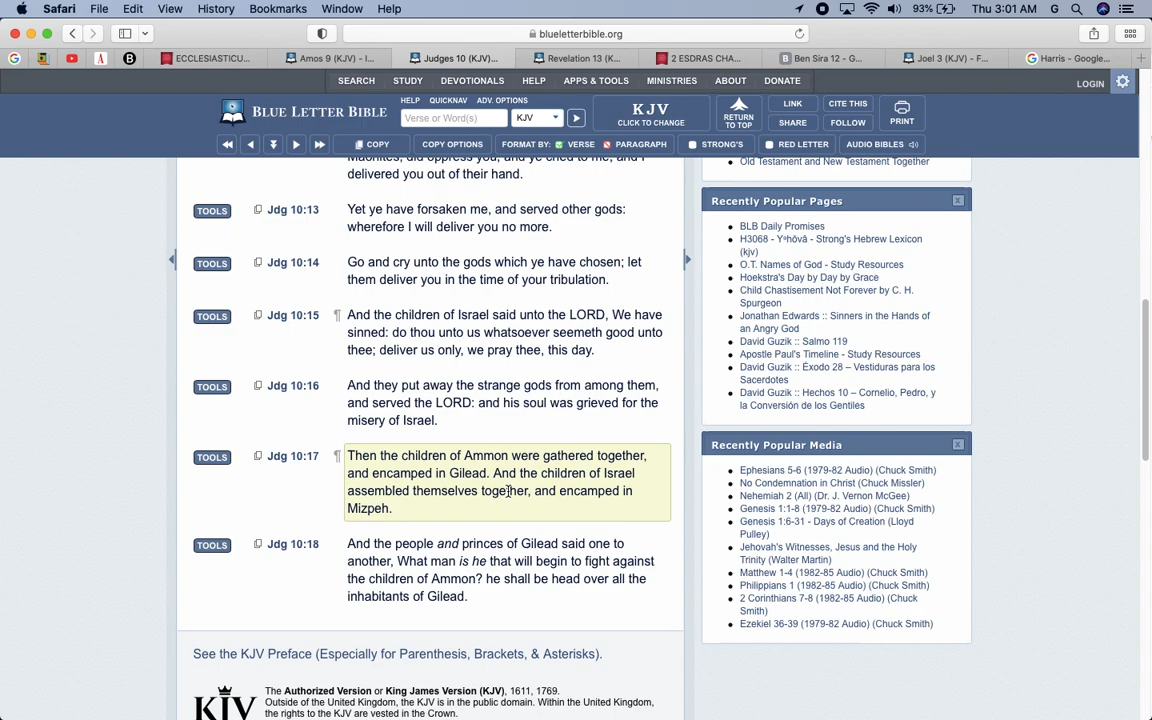 Safari File Edit View History Bookmarks Window Help 93% Thu 3:01 AM G
blueletterbible.org
ECCLESIASTICU... Amos 9 (KJV) - I... Judges 10 (KJV)... Revelation 13 (K... 2 ESDRAS CHA... Ben Sira 12 - G... Joel 3 (KJV) - F... Harris - Google...
SEARCH STUDY DEVOTIONALS HELP APPS & TOOLS MINISTRIES ABOUT DONATE LOGIN
BLUE LETTER BIBLE
HELP QUICKNAV ADV. OPTIONS
Verse or Word(s) KJV
KJV
CLICK TO CHANGE
RETURN
TO TOP
LINK CITE THIS
SHARE FOLLOW
PRINT
COPY COPY OPTIONS FORMAT BY: VERSE PARAGRAPH STRONG'S RED LETTER AUDIO BIBLES
Maonites, did oppress you; and ye cried to me, and I
delivered you out of their hand.
TOOLS Jdg 10:13 Yet ye have forsaken me, and served other gods:
wherefore I will deliver you no more.
TOOLS Jdg 10:14 Go and cry unto the gods which ye have chosen; let
them deliver you in the time of your tribulation.
TOOLS Jdg 10:15 ¶ And the children of Israel said unto the LORD, We have
sinned: do thou unto us whatsoever seemeth good unto
thee; deliver us only, we pray thee, this day.
TOOLS Jdg 10:16 And they put away the strange gods from among them,
and served the LORD: and his soul was grieved for the
misery of Israel.
TOOLS Jdg 10:17 ¶ Then the children of Ammon were gathered together,
and encamped in Gilead. And the children of Israel
assembled themselves together, and encamped in
Mizpeh.
TOOLS Jdg 10:18 And the people and princes of Gilead said one to
another, What man is he that will begin to fight against
the children of Ammon? he shall be head over all the
inhabitants of Gilead.
See the KJV Preface (Especially for Parenthesis, Brackets, & Asterisks).
KJV
The Authorized Version or King James Version (KJV), 1611, 1769.
Outside of the United Kingdom, the KJV is in the public domain. Within the United Kingdom,
the rights to the KJV are vested in the Crown.
Old Testament and New Testament Together
Recently Popular Pages x
BLB Daily Promises
H3068 - Yᵊhōvâ - Strong's Hebrew Lexicon
(kjv)
O.T. Names of God - Study Resources
Hoekstra's Day by Day by Grace
Child Chastisement Not Forever by C. H.
Spurgeon
Jonathan Edwards :: Sinners in the Hands of
an Angry God
David Guzik :: Salmo 119
Apostle Paul's Timeline - Study Resources
David Guzik :: Éxodo 28 – Vestiduras para los
Sacerdotes
David Guzik :: Hechos 10 – Cornelio, Pedro, y
la Conversión de los Gentiles
Recently Popular Media x
Ephesians 5-6 (1979-82 Audio) (Chuck Smith)
No Condemnation in Christ (Chuck Missler)
Nehemiah 2 (All) (Dr. J. Vernon McGee)
Genesis 1:1-8 (1979-82 Audio) (Chuck Smith)
Genesis 1:6-31 - Days of Creation (Lloyd
Pulley)
Jehovah's Witnesses, Jesus and the Holy
Trinity (Walter Martin)
Matthew 1-4 (1982-85 Audio) (Chuck Smith)
Philippians 1 (1982-85 Audio) (Chuck Smith)
2 Corinthians 7-8 (1982-85 Audio) (Chuck
Smith)
Ezekiel 36-39 (1979-82 Audio) (Chuck Smith)